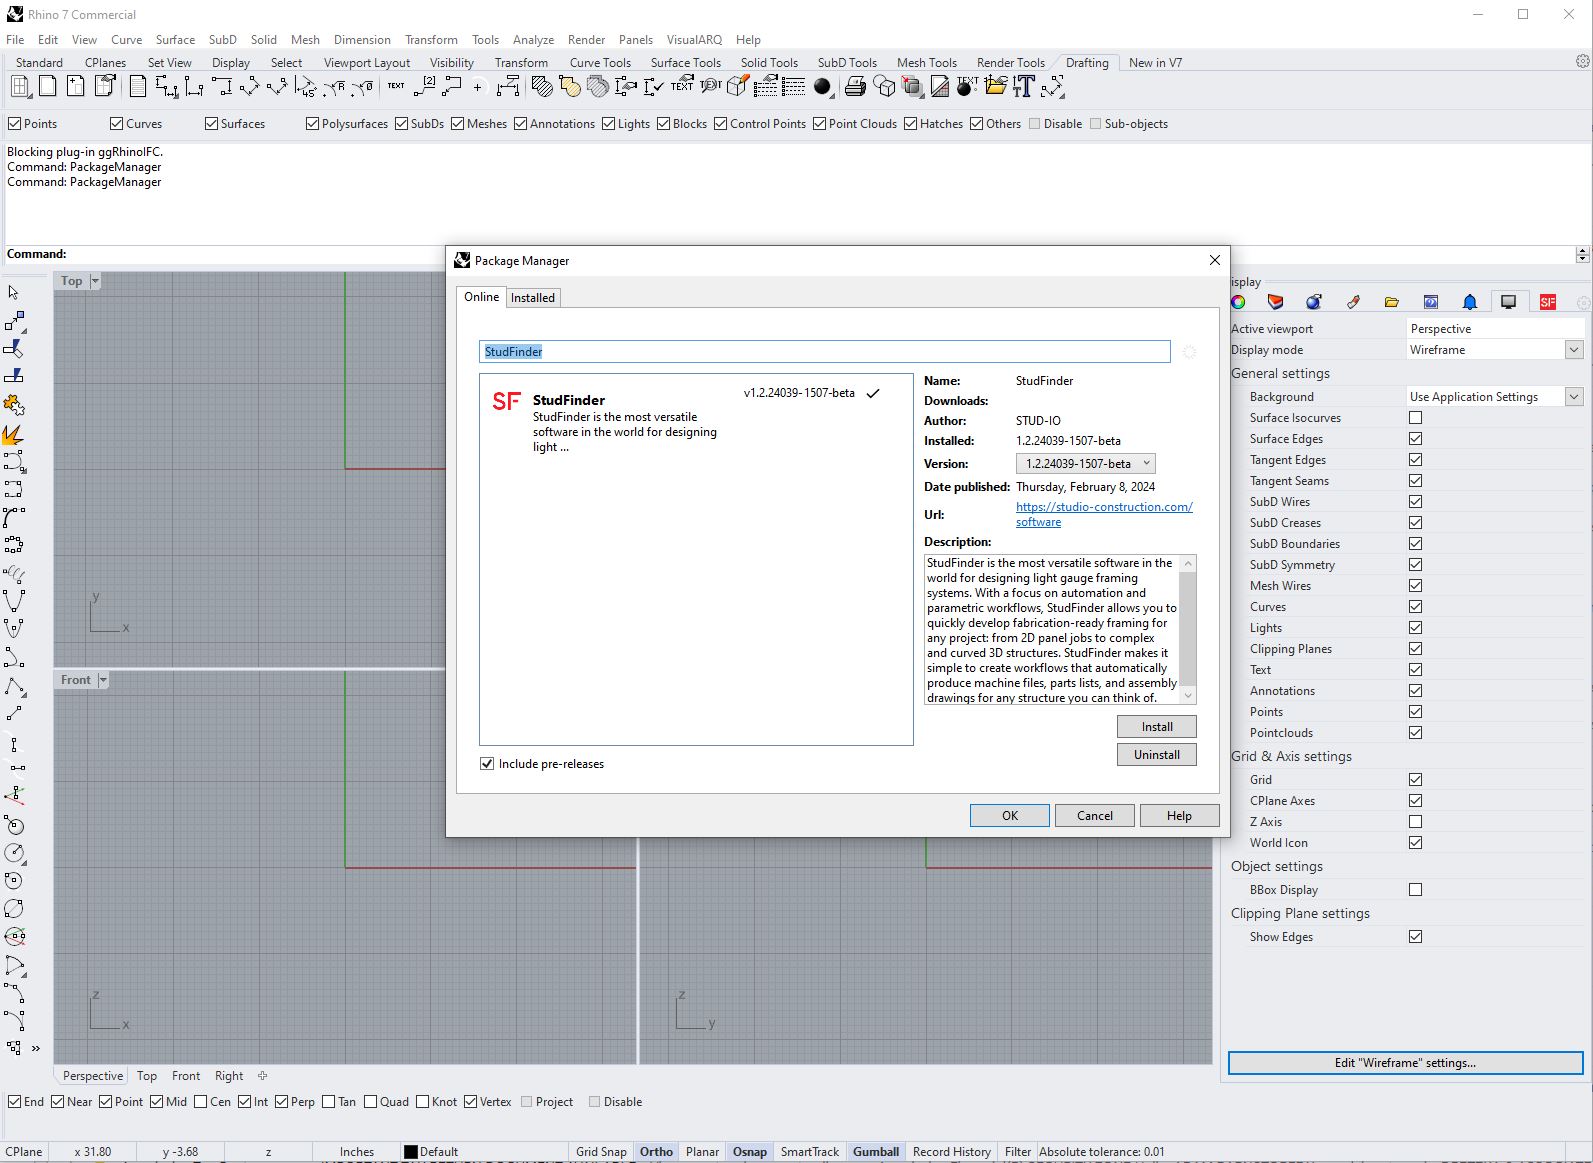 Rhino 7 Commercial
File Edit View Curve Surface SubD Solid Mesh Dimension Transform Tools Analyze Render Panels VisualARQ Help
Standard CPlanes Set View Display Select Viewport Layout Visibility Transform Curve Tools Surface Tools Solid Tools SubD Tools Mesh Tools Render Tools Drafting New in V7
Points Curves Surfaces Polysurfaces SubDs Meshes Annotations Lights Blocks Control Points Point Clouds Hatches Others Disable Sub-objects
Blocking plug-in ggRhinoIFC.
Command: PackageManager
Command: PackageManager
Command:
Top
y
x
Front
z
x
z
y
Package Manager
Online Installed
StudFinder
SF StudFinder v1.2.24039-1507-beta
StudFinder is the most versatile
software in the world for designing
light ...
Include pre-releases
Name: StudFinder
Downloads:
Author: STUD-IO
Installed: 1.2.24039-1507-beta
Version: 1.2.24039-1507-beta
Date published: Thursday, February 8, 2024
Url: https://studio-construction.com/
software
Description:
StudFinder is the most versatile software in the
world for designing light gauge framing
systems. With a focus on automation and
parametric workflows, StudFinder allows you to
quickly develop fabrication-ready framing for
any project: from 2D panel jobs to complex
and curved 3D structures. StudFinder makes it
simple to create workflows that automatically
produce machine files, parts lists, and assembly
drawings for any structure you can think of.
Install
Uninstall
OK Cancel Help
isplay
SF
Active viewport Perspective
Display mode Wireframe
General settings
Background Use Application Settings
Surface Isocurves
Surface Edges
Tangent Edges
Tangent Seams
SubD Wires
SubD Creases
SubD Boundaries
SubD Symmetry
Mesh Wires
Curves
Lights
Clipping Planes
Text
Annotations
Points
Pointclouds
Grid & Axis settings
Grid
CPlane Axes
Z Axis
World Icon
Object settings
BBox Display
Clipping Plane settings
Show Edges
Edit "Wireframe" settings...
Perspective Top Front Right
End Near Point Mid Cen Int Perp Tan Quad Knot Vertex Project Disable
CPlane x 31.80 y -3.68 z Inches Default Grid Snap Ortho Planar Osnap SmartTrack Gumball Record History Filter Absolute tolerance: 0.01